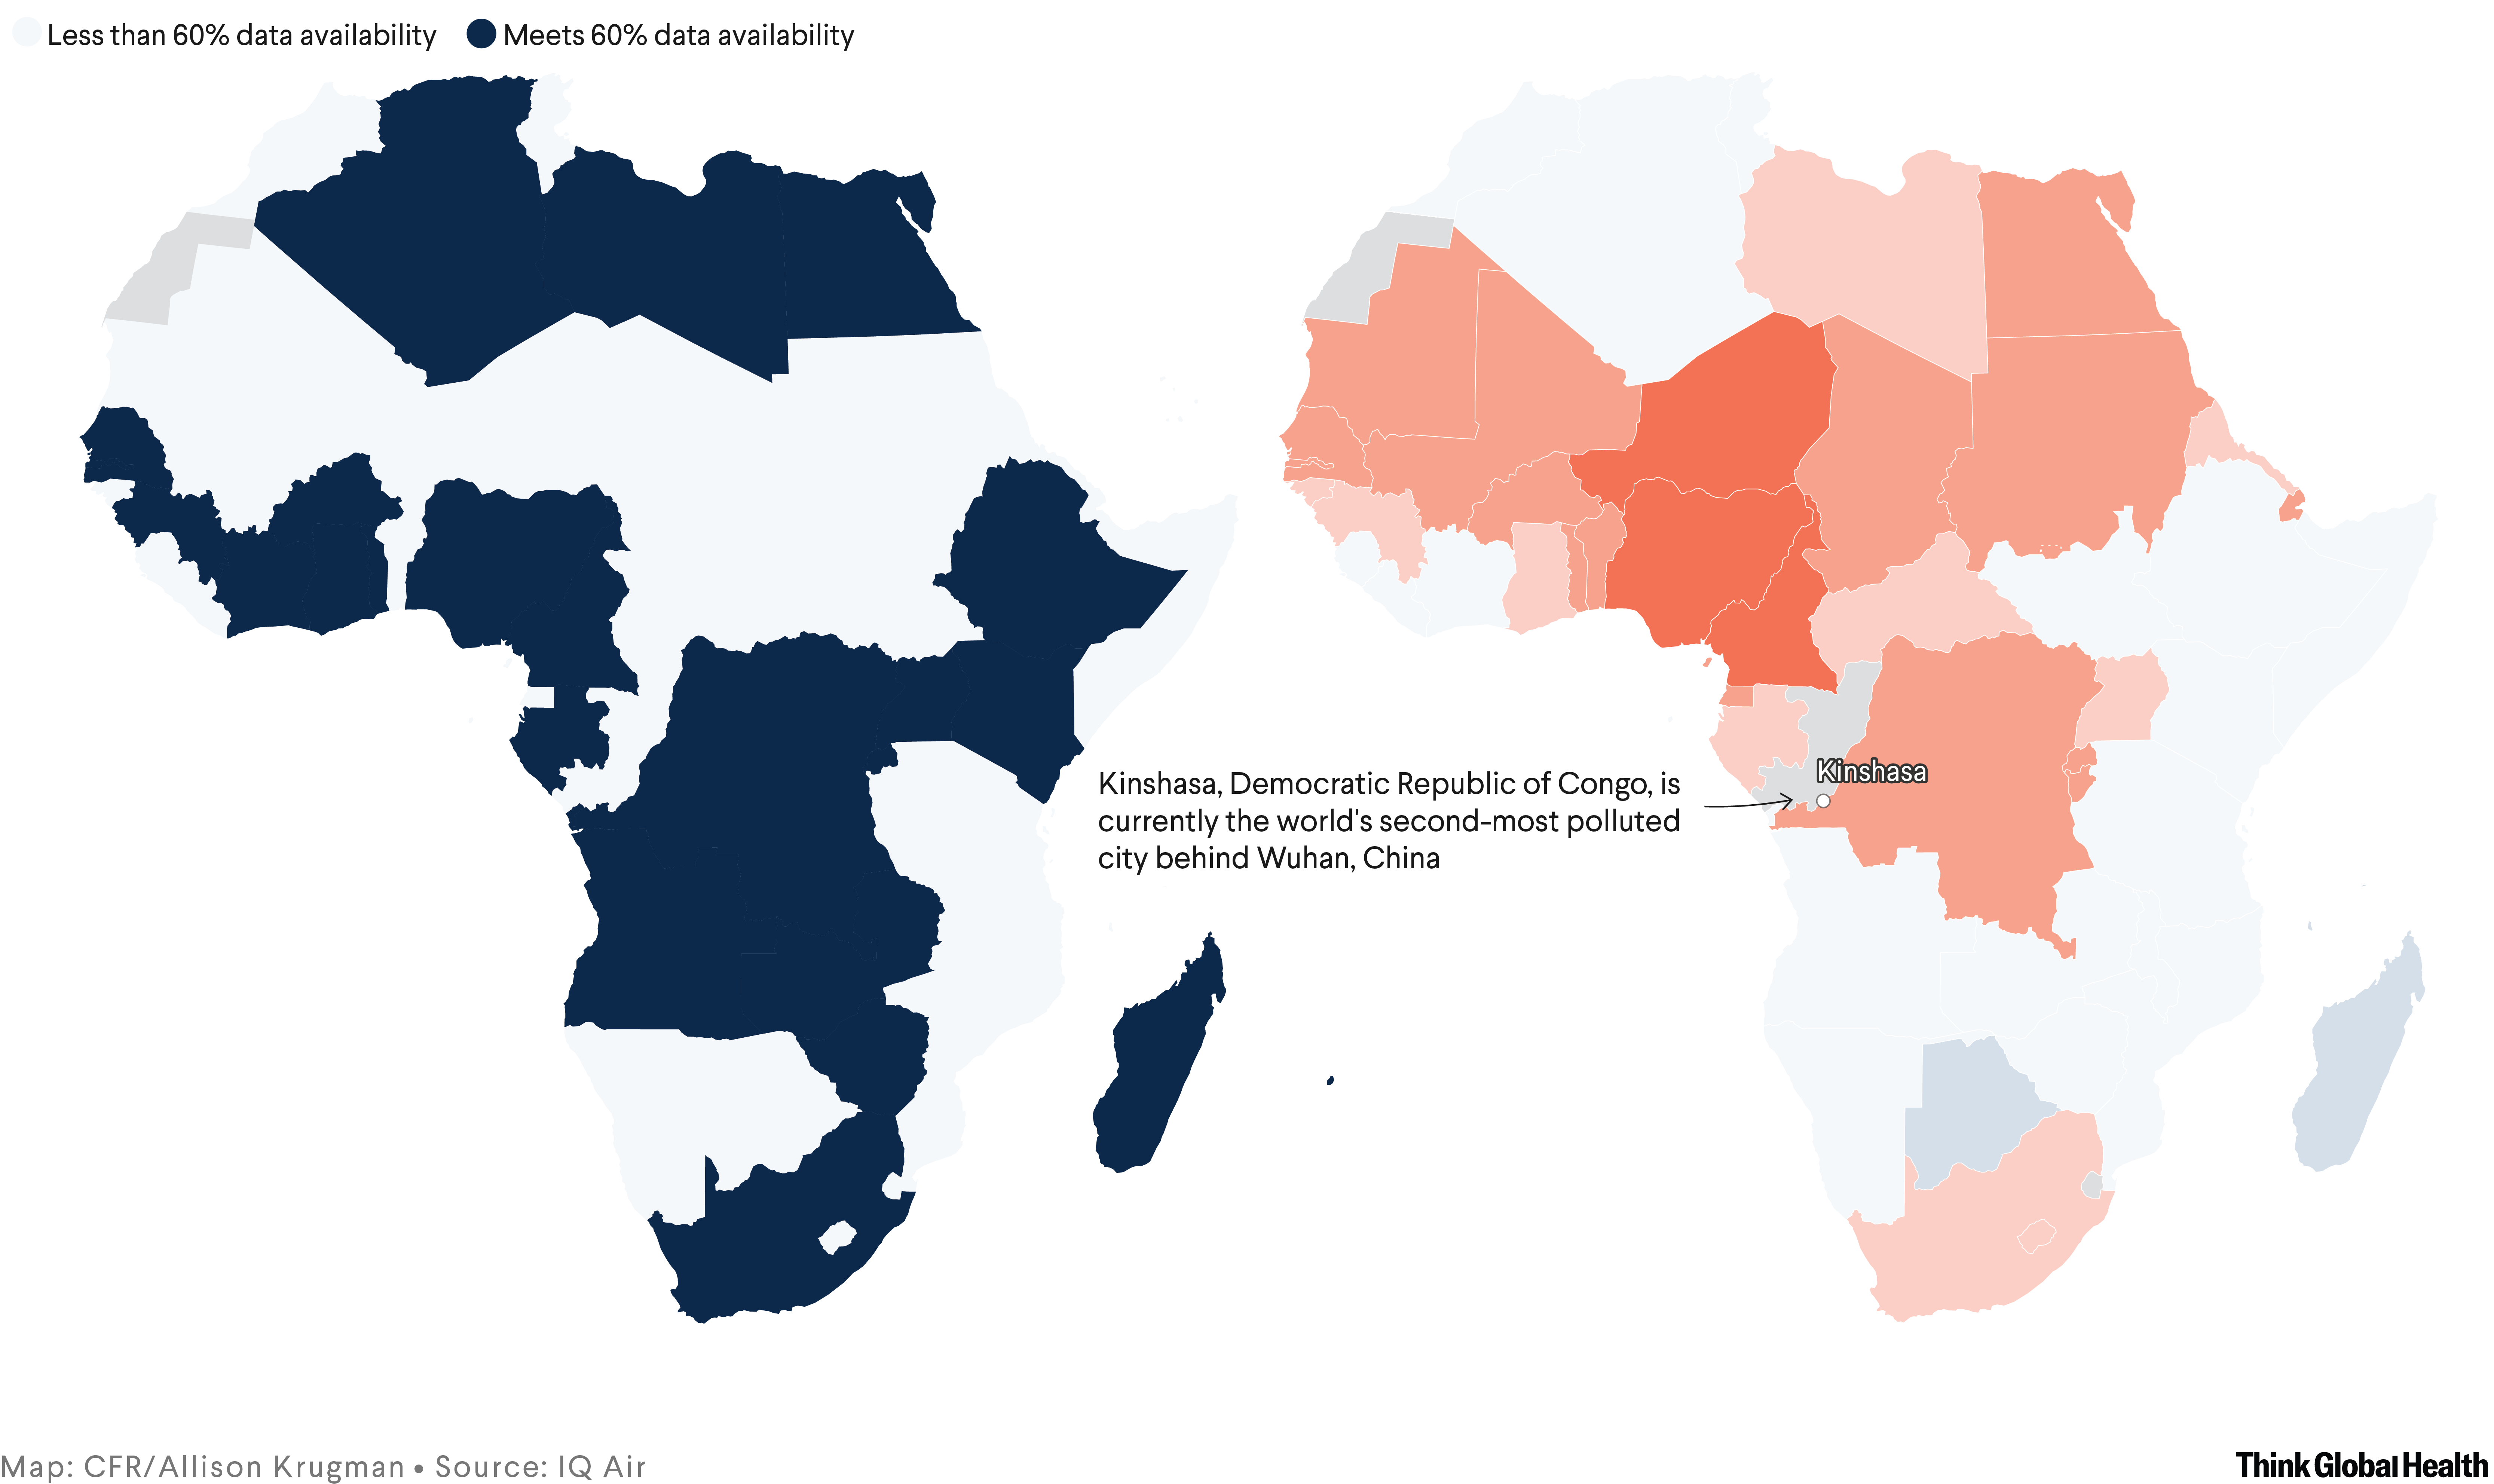 Less than 60% data availability Meets 60% data availability
Kinshasa
Kinshasa, Democratic Republic of Congo, is
currently the world's second-most polluted
city behind Wuhan, China
Map: CFR/Allison Krugman • Source: IQ Air
Think Global Health